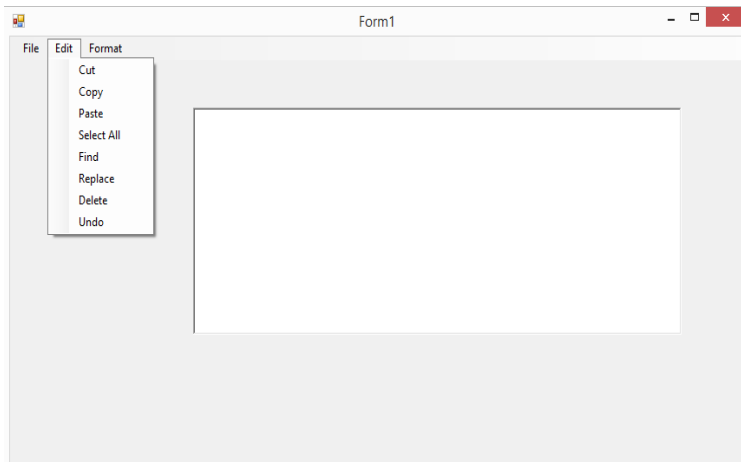 Form1
File Edit Format
Cut
Copy
Paste
Select All
Find
Replace
Delete
Undo